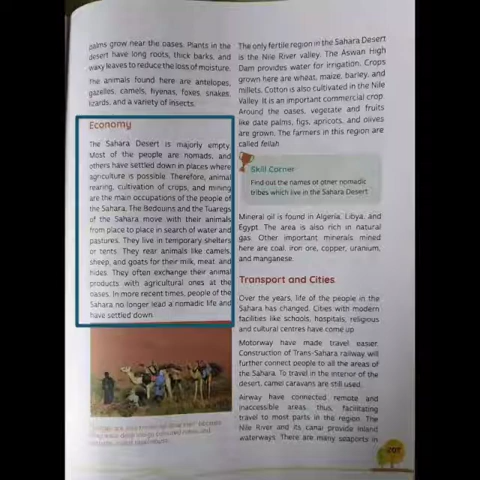 palms grow near the oases. Plants in the
desert have long roots, thick barks, and
waxy leaves to reduce the loss of moisture.
The animals found here are antelopes,
gazelles, camels, hyenas, foxes, snakes,
lizards, and a variety of insects.
Economy
The Sahara Desert is majorly empty.
Most of the people are nomads, and
others have settled down in places where
agriculture is possible. Therefore, animal
rearing, cultivation of crops, and mining
are the main occupations of the people of
the Sahara. The Bedouins and the Tuaregs
of the Sahara move with their animals
from place to place in search of water and
pastures. They live in temporary shelters
or tents. They rear animals like camels,
sheep, and goats for their milk, meat, and
hides. They often exchange their animal
products with agricultural ones at the
oases. In more recent times, people of the
Sahara no longer lead a nomadic life and
have settled down.
The only fertile region in the Sahara Desert
is the Nile River valley. The Aswan High
Dam provides water for irrigation. Crops
grown here are wheat, maize, barley, and
millets. Cotton is also cultivated in the Nile
Valley. It is an important commercial crop.
Around the oases, vegetable and fruits
like date palms, figs, apricots, and olives
are grown. The farmers in this region are
called fellah.
Skill Corner
Find out the names of other nomadic
tribes which live in the Sahara Desert
Mineral oil is found in Algeria, Libya, and
Egypt. The area is also rich in natural
gas. Other important minerals mined
here are coal, iron ore, copper, uranium,
and manganese.
Transport and Cities
Over the years, life of the people in the
Sahara has changed. Cities with modern
facilities like schools, hospitals, religious
and cultural centres have come up.
Motorway have made travel easier.
Construction of Trans-Sahara railway will
further connect people to all the areas of
the Sahara. To travel in the interior of the
desert, camel caravans are still used.
Airway have connected remote and
inaccessible areas, thus, facilitating
travel to most parts in the region. The
Nile River and its canal provide inland
waterways. There are many seaports in
207